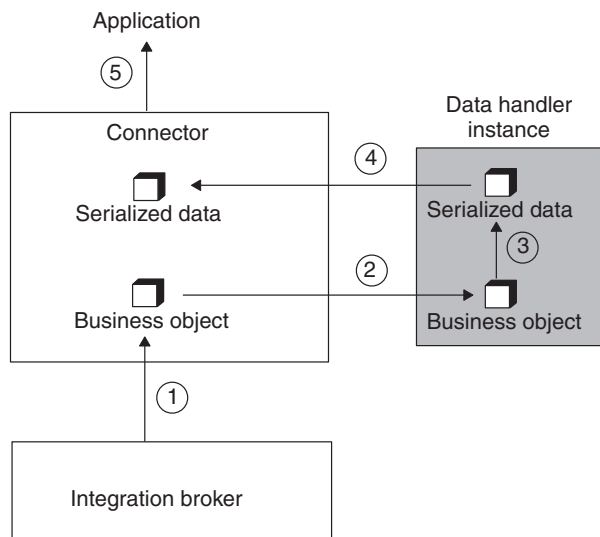 Application
5
Connector
Data handler
instance
4
Serialized data
Serialized data
3
2
Business object
Business object
1
Integration broker